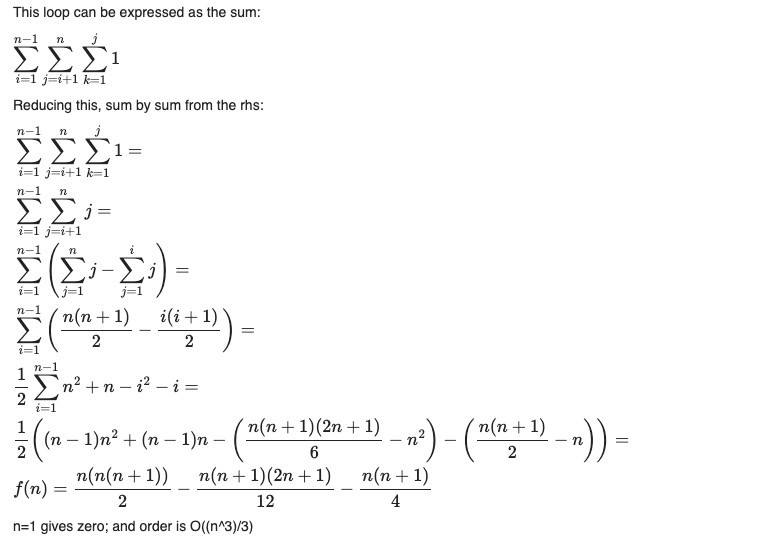 This loop can be expressed as the sum:
\sum_{i=1}^{n-1} \sum_{j=i+1}^{n} \sum_{k=1}^{j} 1
Reducing this, sum by sum from the rhs:
\sum_{i=1}^{n-1} \sum_{j=i+1}^{n} \sum_{k=1}^{j} 1 =
\sum_{i=1}^{n-1} \sum_{j=i+1}^{n} j =
\sum_{i=1}^{n-1} \left( \sum_{j=1}^{n} j - \sum_{j=1}^{i} j \right) =
\sum_{i=1}^{n-1} \left( \frac{n(n+1)}{2} - \frac{i(i+1)}{2} \right) =
\frac{1}{2} \sum_{i=1}^{n-1} n^2 + n - i^2 - i =
\frac{1}{2} \left( (n-1)n^2 + (n-1)n - \left( \frac{n(n+1)(2n+1)}{6} - n^2 \right) - \left( \frac{n(n+1)}{2} - n \right) \right) =
f(n) = \frac{n(n(n+1))}{2} - \frac{n(n+1)(2n+1)}{12} - \frac{n(n+1)}{4}
n=1 gives zero; and order is O((n^3)/3)